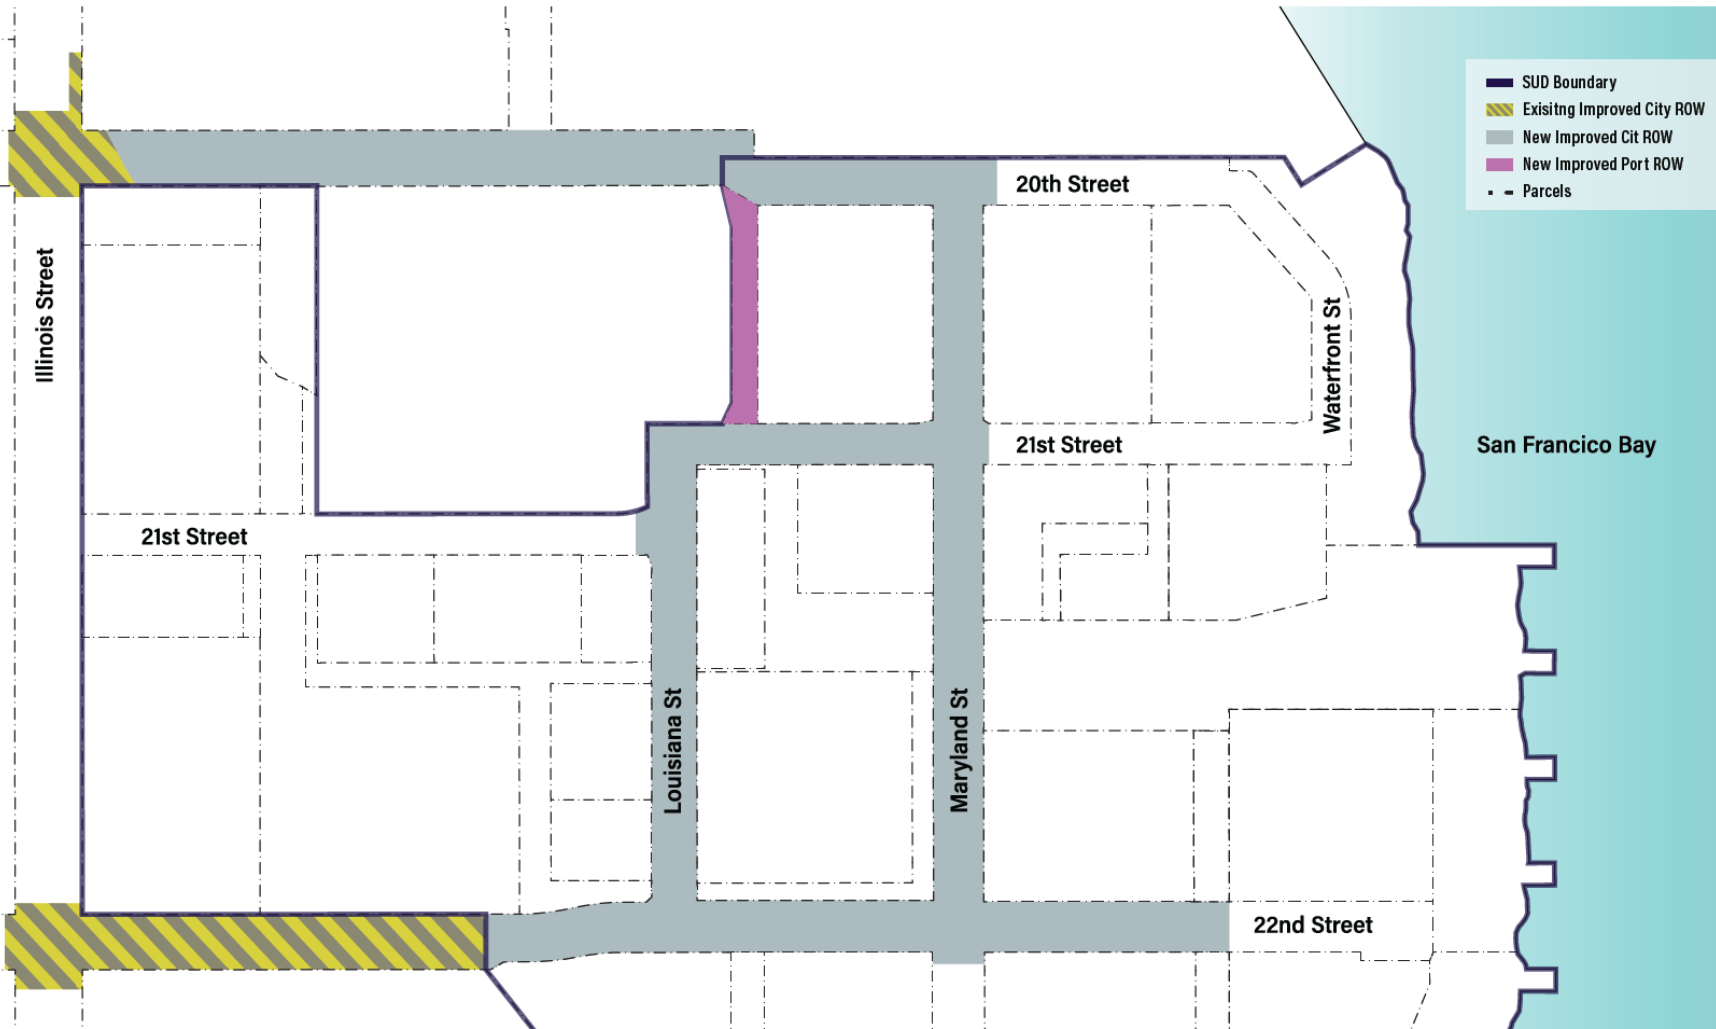 SUD Boundary
Exisitng Improved City ROW
New Improved Cit ROW
New Improved Port ROW
Parcels
20th Street
Illinois Street
Waterfront St
21st Street
San Francico Bay
21st Street
Louisiana St
Maryland St
22nd Street